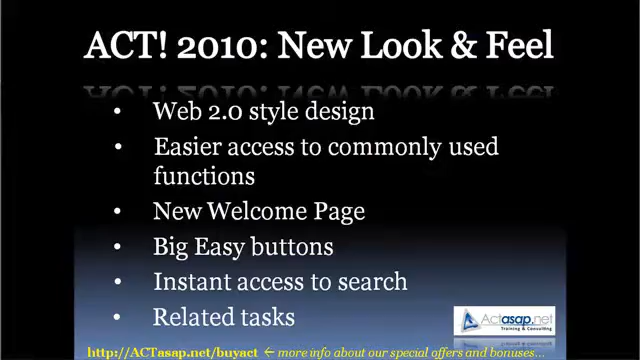 ACT! 2010: New Look & Feel
• Web 2.0 style design
• Easier access to commonly used
functions
• New Welcome Page
• Big Easy buttons
• Instant access to search
• Related tasks
Actasap.net
Training & Consulting
http://ACTasap.net/buyact ← more info about our special offers and bonuses...